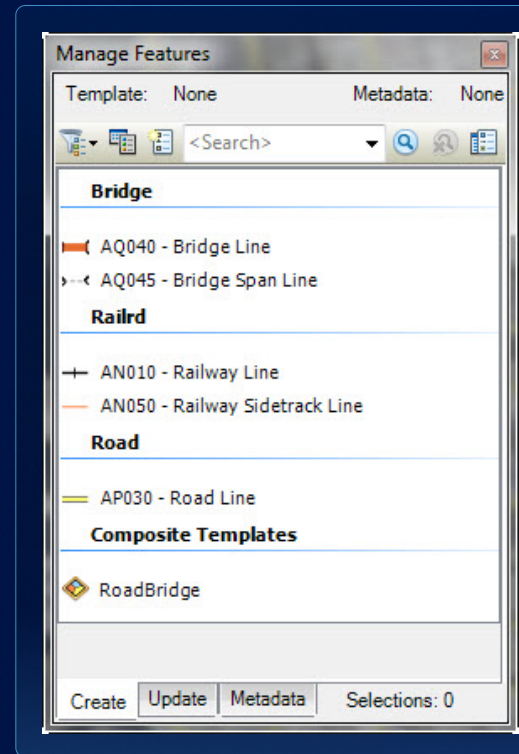 Manage Features
Template: None Metadata: None
<Search>
Bridge
AQ040 - Bridge Line
AQ045 - Bridge Span Line
Railrd
AN010 - Railway Line
AN050 - Railway Sidetrack Line
Road
AP030 - Road Line
Composite Templates
RoadBridge
Create Update Metadata Selections: 0